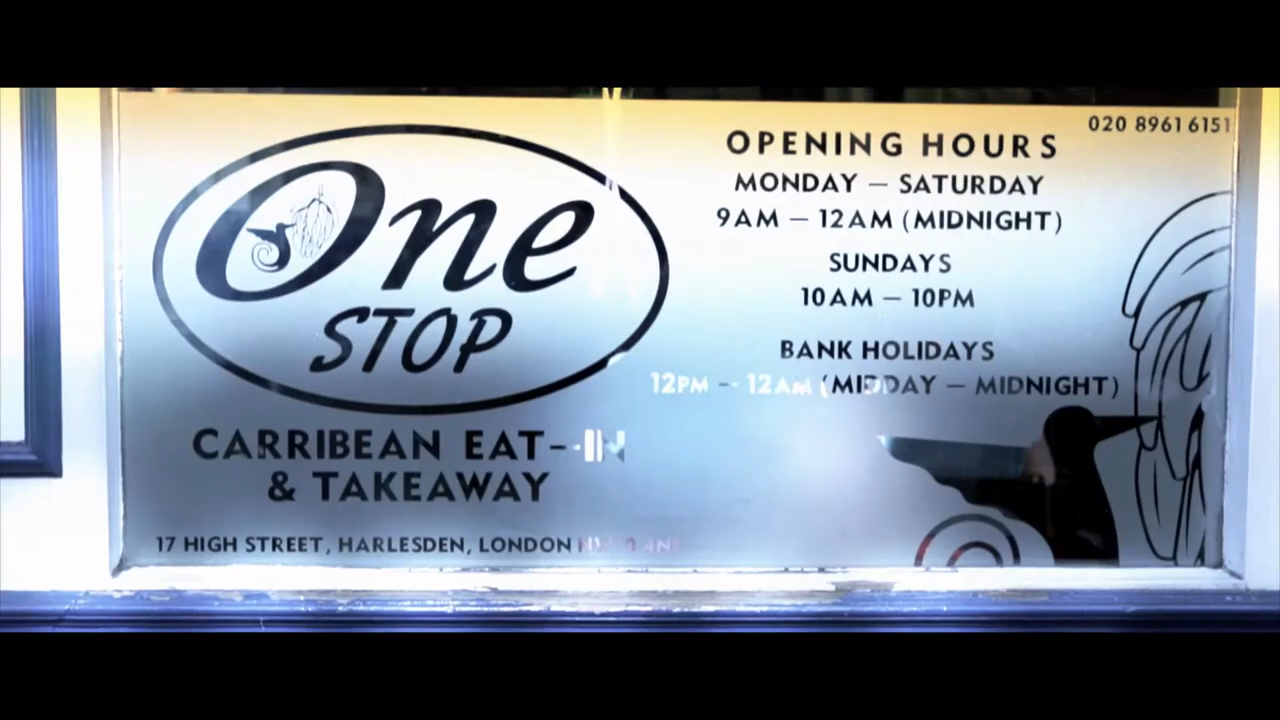 One
STOP
CARRIBEAN EAT-IN
& TAKEAWAY
17 HIGH STREET, HARLESDEN, LONDON
020 8961 6151
OPENING HOURS
MONDAY — SATURDAY
9AM — 12AM (MIDNIGHT)
SUNDAYS
10AM — 10PM
BANK HOLIDAYS
12PM — 12AM (MIDDAY — MIDNIGHT)